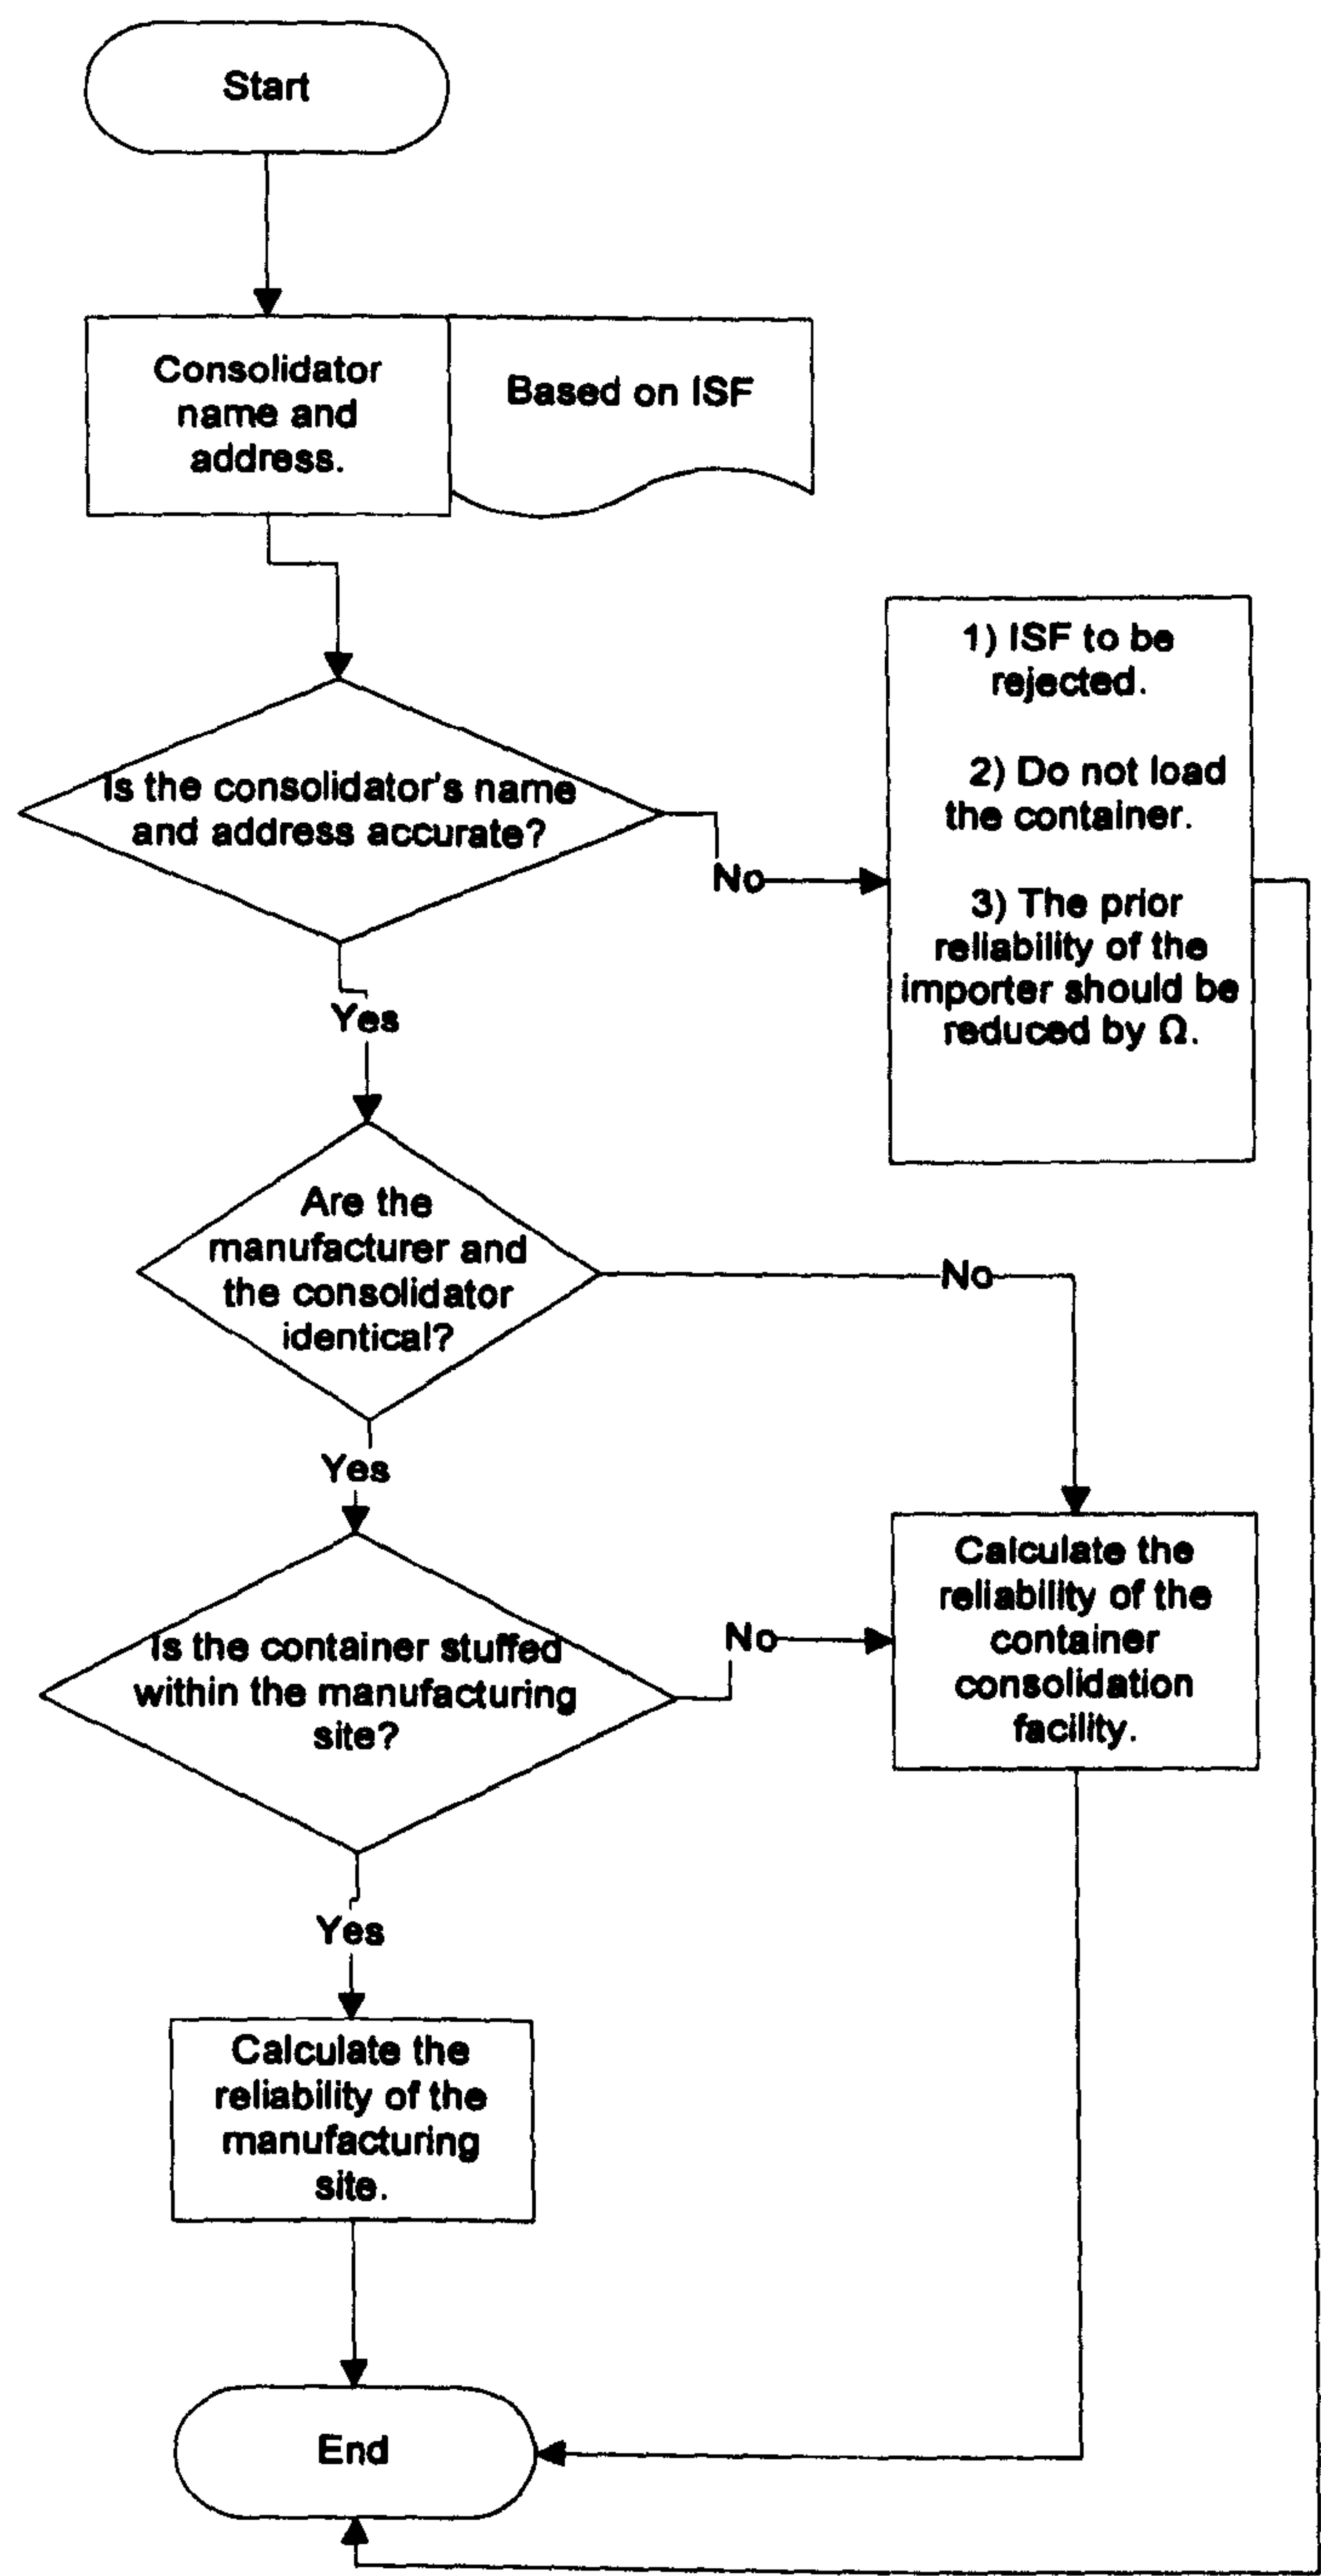 Start
Consolidator
name and
address.
Based on ISF
Is the consolidator's name
and address accurate?
No
1) ISF to be
rejected.
2) Do not load
the container.
3) The prior
reliability of the
importer should be
reduced by Ω.
Yes
Are the
manufacturer and
the consolidator
identical?
No
Yes
Is the container stuffed
within the manufacturing
site?
No
Calculate the
reliability of the
container
consolidation
facility.
Yes
Calculate the
reliability of the
manufacturing
site.
End